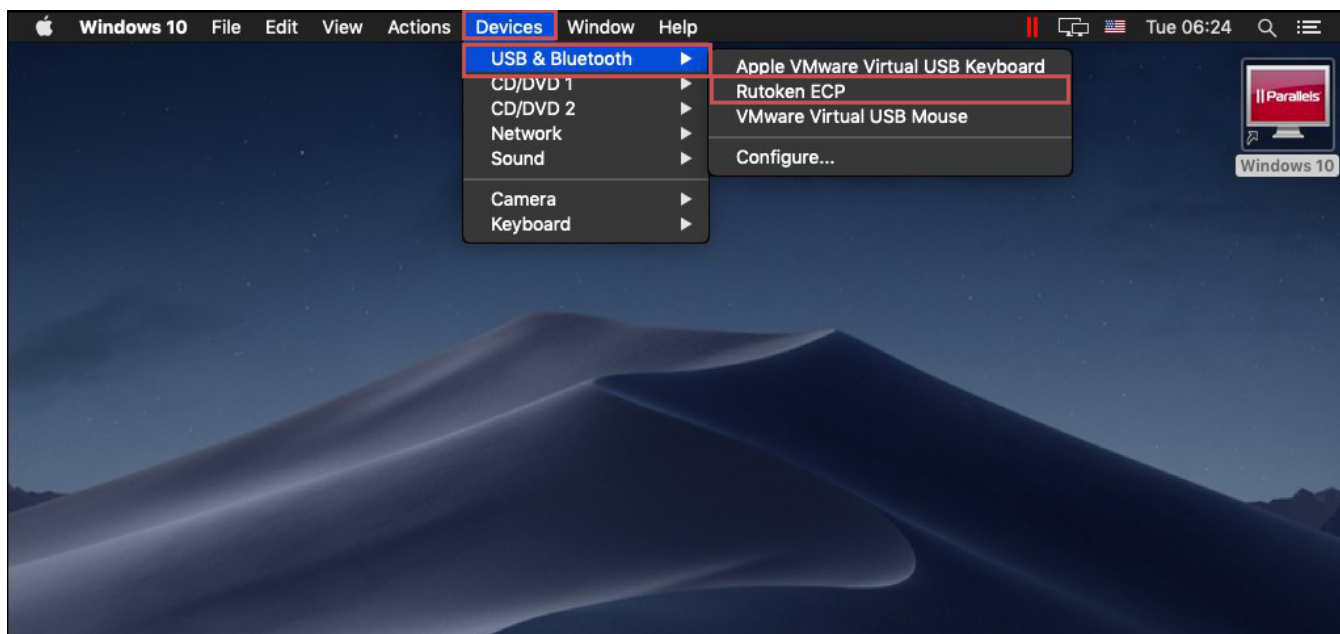 Windows 10 File Edit View Actions Devices Window Help Tue 06:24
USB & Bluetooth
CD/DVD 1
CD/DVD 2
Network
Sound
Camera
Keyboard
Apple VMware Virtual USB Keyboard
Rutoken ECP
VMware Virtual USB Mouse
Configure...
|| Parallels®
Windows 10